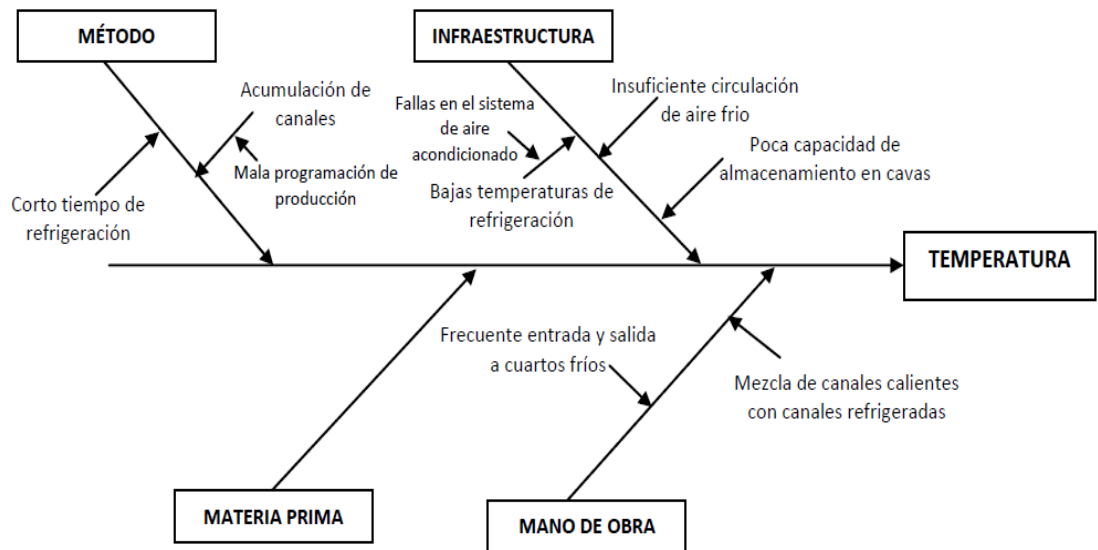 MÉTODO
INFRAESTRUCTURA
Acumulación de
canales
Mala programación de
producción
Corto tiempo de
refrigeración
Fallas en el sistema
de aire
acondicionado
Bajas temperaturas de
refrigeración
Insuficiente circulación
de aire frio
Poca capacidad de
almacenamiento en cavas
TEMPERATURA
Frecuente entrada y salida
a cuartos fríos
Mezcla de canales calientes
con canales refrigeradas
MATERIA PRIMA
MANO DE OBRA